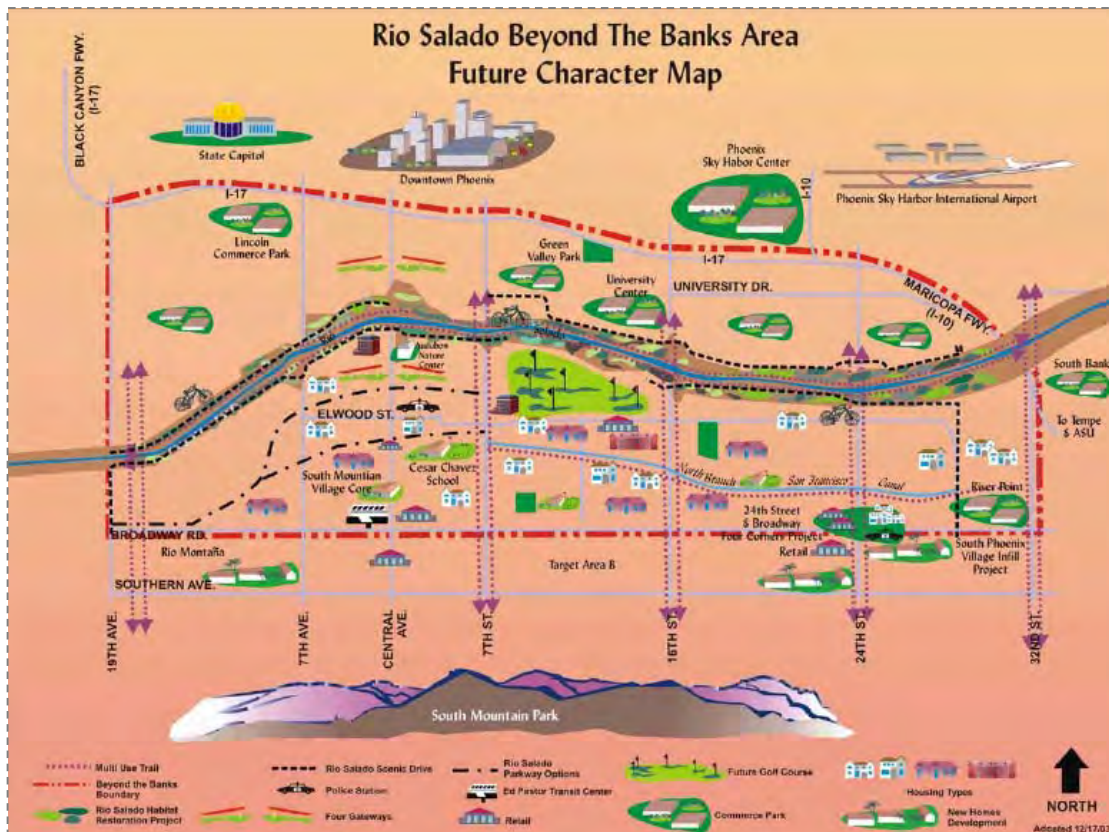 Rio Salado Beyond The Banks Area
Future Character Map
BLACK CANYON FWY.
(I-17)
State Capitol
Downtown Phoenix
Phoenix
Sky Habor Center
I-10
Phoenix Sky Harbor International Airport
I-17
Lincoln
Commerce Park
Green
Valley Park
I-17
University
Center
UNIVERSITY DR.
MARICOPA FWY.
(I-10)
Rio
Salado
Audubon
Nature
Center
South Bank
To Tempe
& ASU
ELWOOD ST.
South Mountian
Village Core
Cesar Chavez
School
North Branch
San Francisco
Canal
River Point
24th Street
& Broadway
Four Corners Project
Retail
BROADWAY RD.
Rio Montaña
South Phoenix
Village Infill
Project
Target Area B
SOUTHERN AVE.
19TH AVE.
7TH AVE.
CENTRAL
AVE.
7TH ST.
16TH ST.
24TH ST.
32ND ST.
South Mountain Park
Multi Use Trail
Beyond the Banks
Boundary
Rio Salado Habitat
Restoration Project
Rio Salado Scenic Drive
Police Station
Four Gateways
Rio Salado
Parkway Options
Ed Pastor Transit Center
Retail
Future Golf Course
Commerce Park
Housing Types
New Homes
Development
NORTH